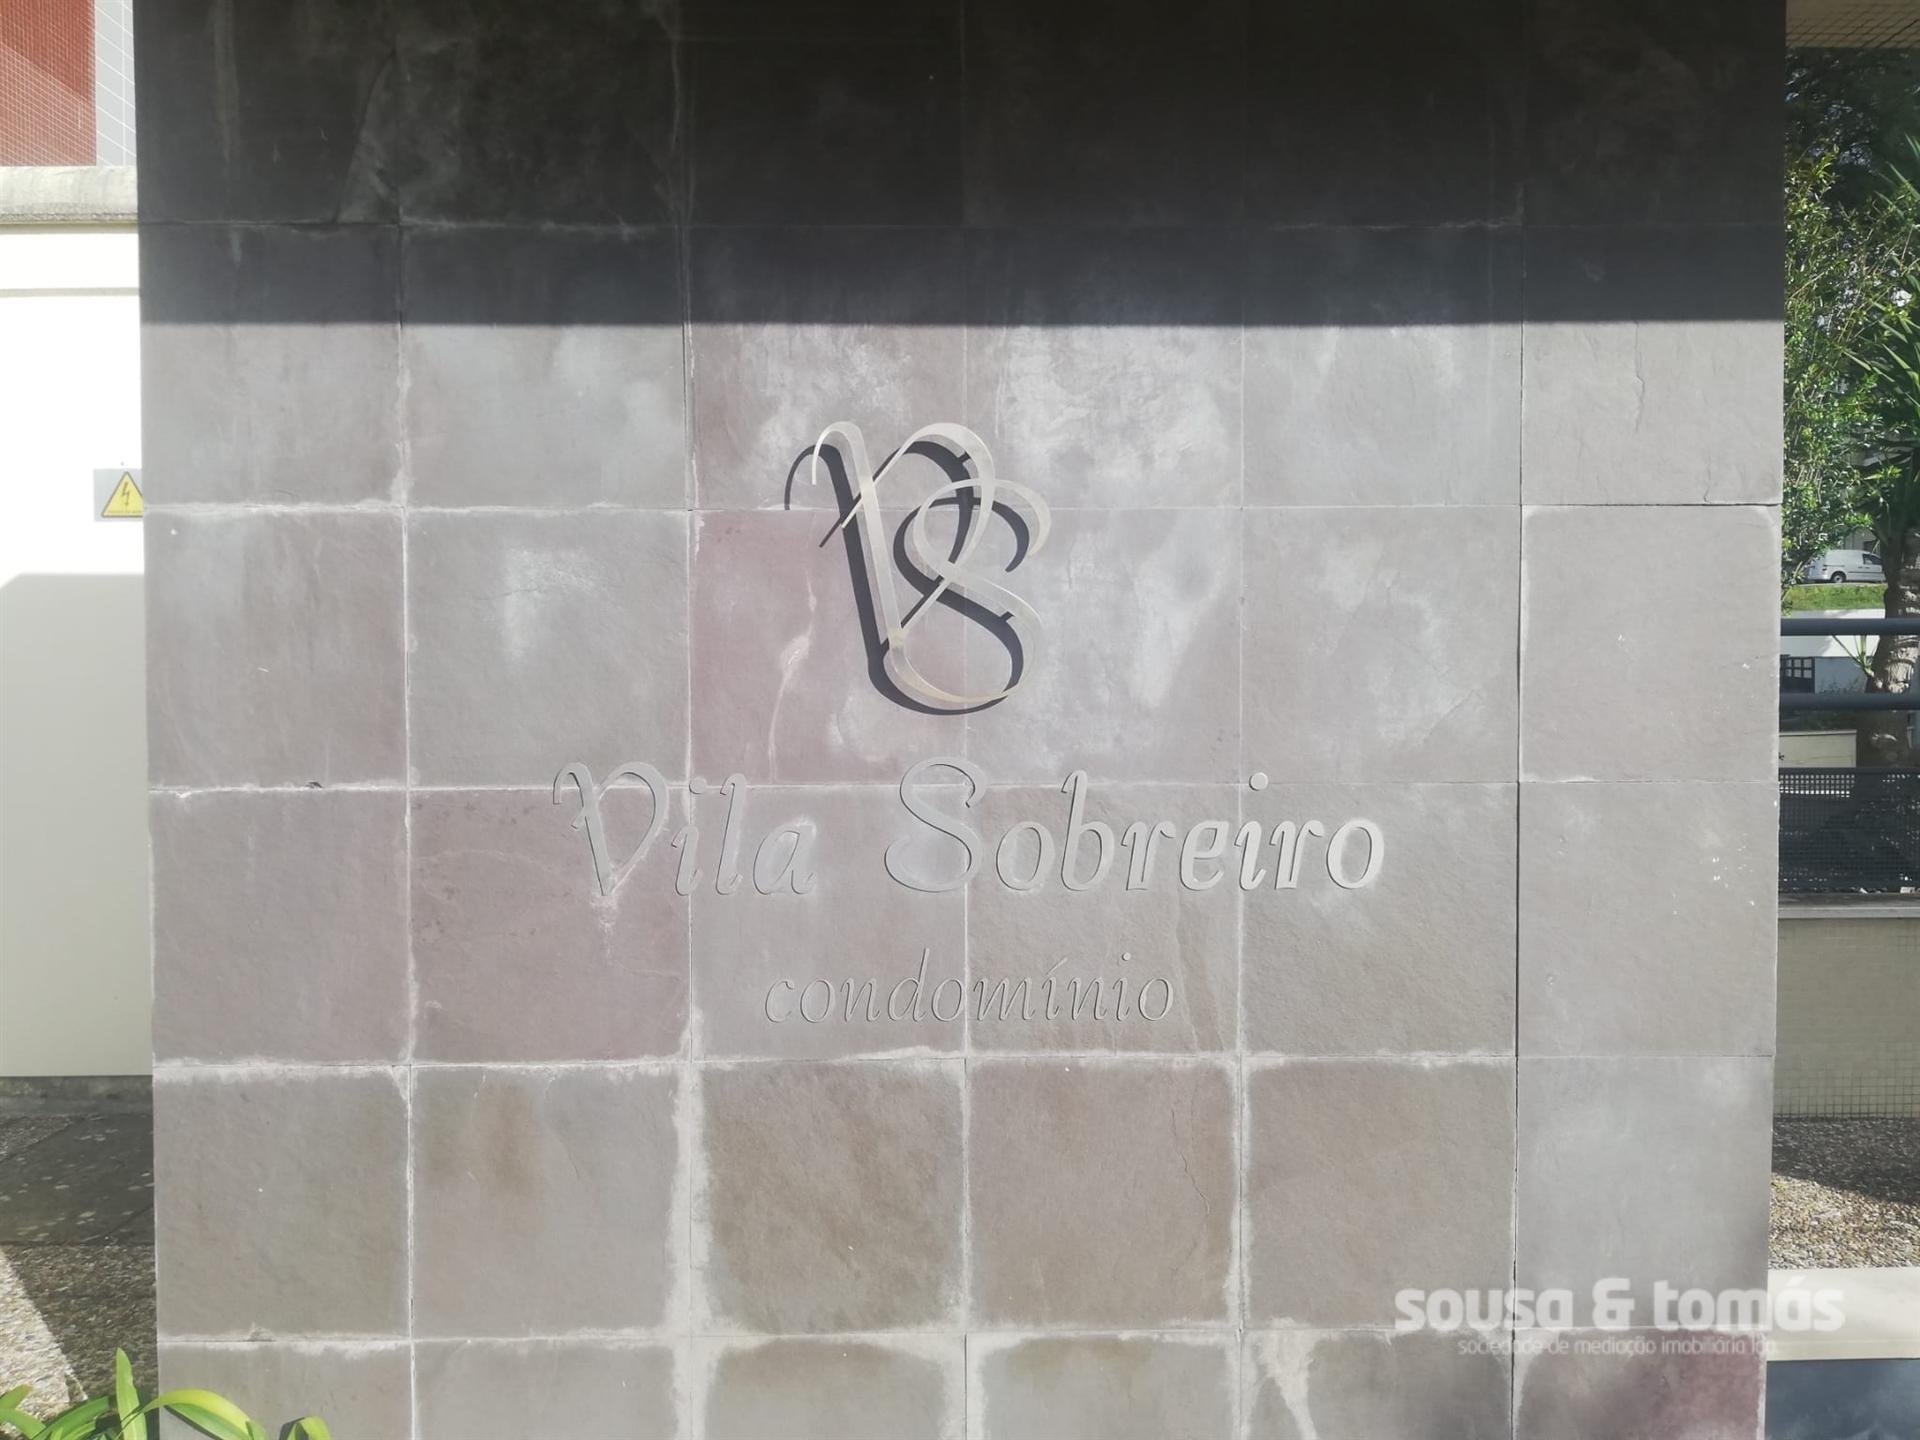 VS
Vila Sobreiro
condomínio
sousa & tomás
sociedade de mediação imobiliária lda.